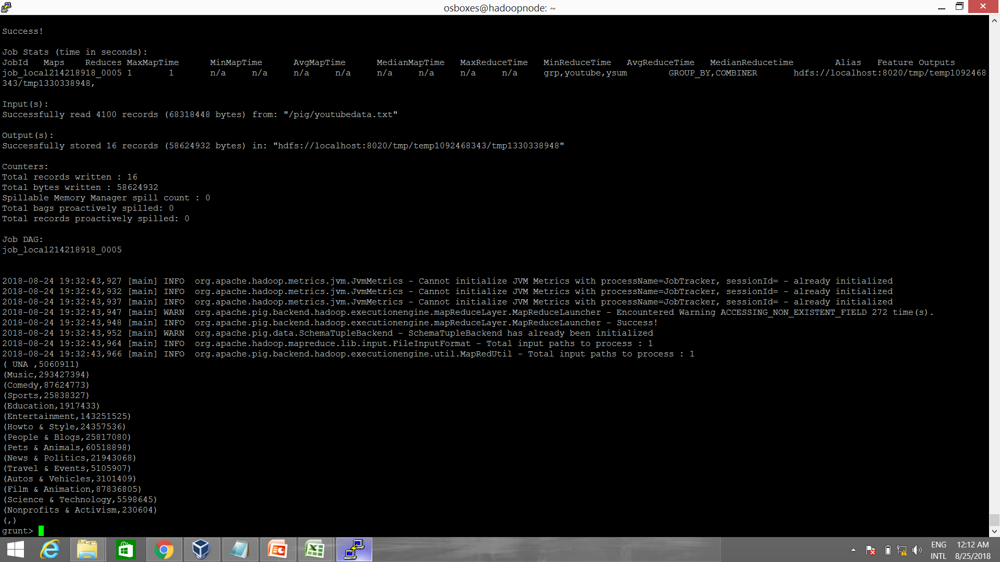 osboxes@hadoopnode: ~
Success!
Job Stats (time in seconds):
JobId Maps Reduces MaxMapTime MinMapTime AvgMapTime MedianMapTime MaxReduceTime MinReduceTime AvgReduceTime MedianReducetime Alias Feature Outputs
job_local214218918_0005 1 1 n/a n/a n/a n/a n/a n/a n/a n/a grp,youtube,ysum GROUP_BY,COMBINER hdfs://localhost:8020/tmp/temp1092468
343/tmp1330338948,
Input(s):
Successfully read 4100 records (68318448 bytes) from: "/pig/youtubedata.txt"
Output(s):
Successfully stored 16 records (58624932 bytes) in: "hdfs://localhost:8020/tmp/temp1092468343/tmp1330338948"
Counters:
Total records written : 16
Total bytes written : 58624932
Spillable Memory Manager spill count : 0
Total bags proactively spilled: 0
Total records proactively spilled: 0
Job DAG:
job_local214218918_0005
2018-08-24 19:32:43,927 [main] INFO  org.apache.hadoop.metrics.jvm.JvmMetrics - Cannot initialize JVM Metrics with processName=JobTracker, sessionId= - already initialized
2018-08-24 19:32:43,932 [main] INFO  org.apache.hadoop.metrics.jvm.JvmMetrics - Cannot initialize JVM Metrics with processName=JobTracker, sessionId= - already initialized
2018-08-24 19:32:43,937 [main] INFO  org.apache.hadoop.metrics.jvm.JvmMetrics - Cannot initialize JVM Metrics with processName=JobTracker, sessionId= - already initialized
2018-08-24 19:32:43,947 [main] WARN  org.apache.pig.backend.hadoop.executionengine.mapReduceLayer.MapReduceLauncher - Encountered Warning ACCESSING_NON_EXISTENT_FIELD 272 time(s).
2018-08-24 19:32:43,948 [main] INFO  org.apache.pig.backend.hadoop.executionengine.mapReduceLayer.MapReduceLauncher - Success!
2018-08-24 19:32:43,952 [main] WARN  org.apache.pig.data.SchemaTupleBackend - SchemaTupleBackend has already been initialized
2018-08-24 19:32:43,964 [main] INFO  org.apache.hadoop.mapreduce.lib.input.FileInputFormat - Total input paths to process : 1
2018-08-24 19:32:43,966 [main] INFO  org.apache.pig.backend.hadoop.executionengine.util.MapRedUtil - Total input paths to process : 1
( UNA ,5060911)
(Music,293427394)
(Comedy,87624773)
(Sports,25838327)
(Education,1917433)
(Entertainment,143251525)
(Howto & Style,24357536)
(People & Blogs,25817080)
(Pets & Animals,60518898)
(News & Politics,21943068)
(Travel & Events,5105907)
(Autos & Vehicles,3101409)
(Film & Animation,87836805)
(Science & Technology,5598645)
(Nonprofits & Activism,230604)
(,)
grunt>
ENG 12:12 AM
INTL 8/25/2018